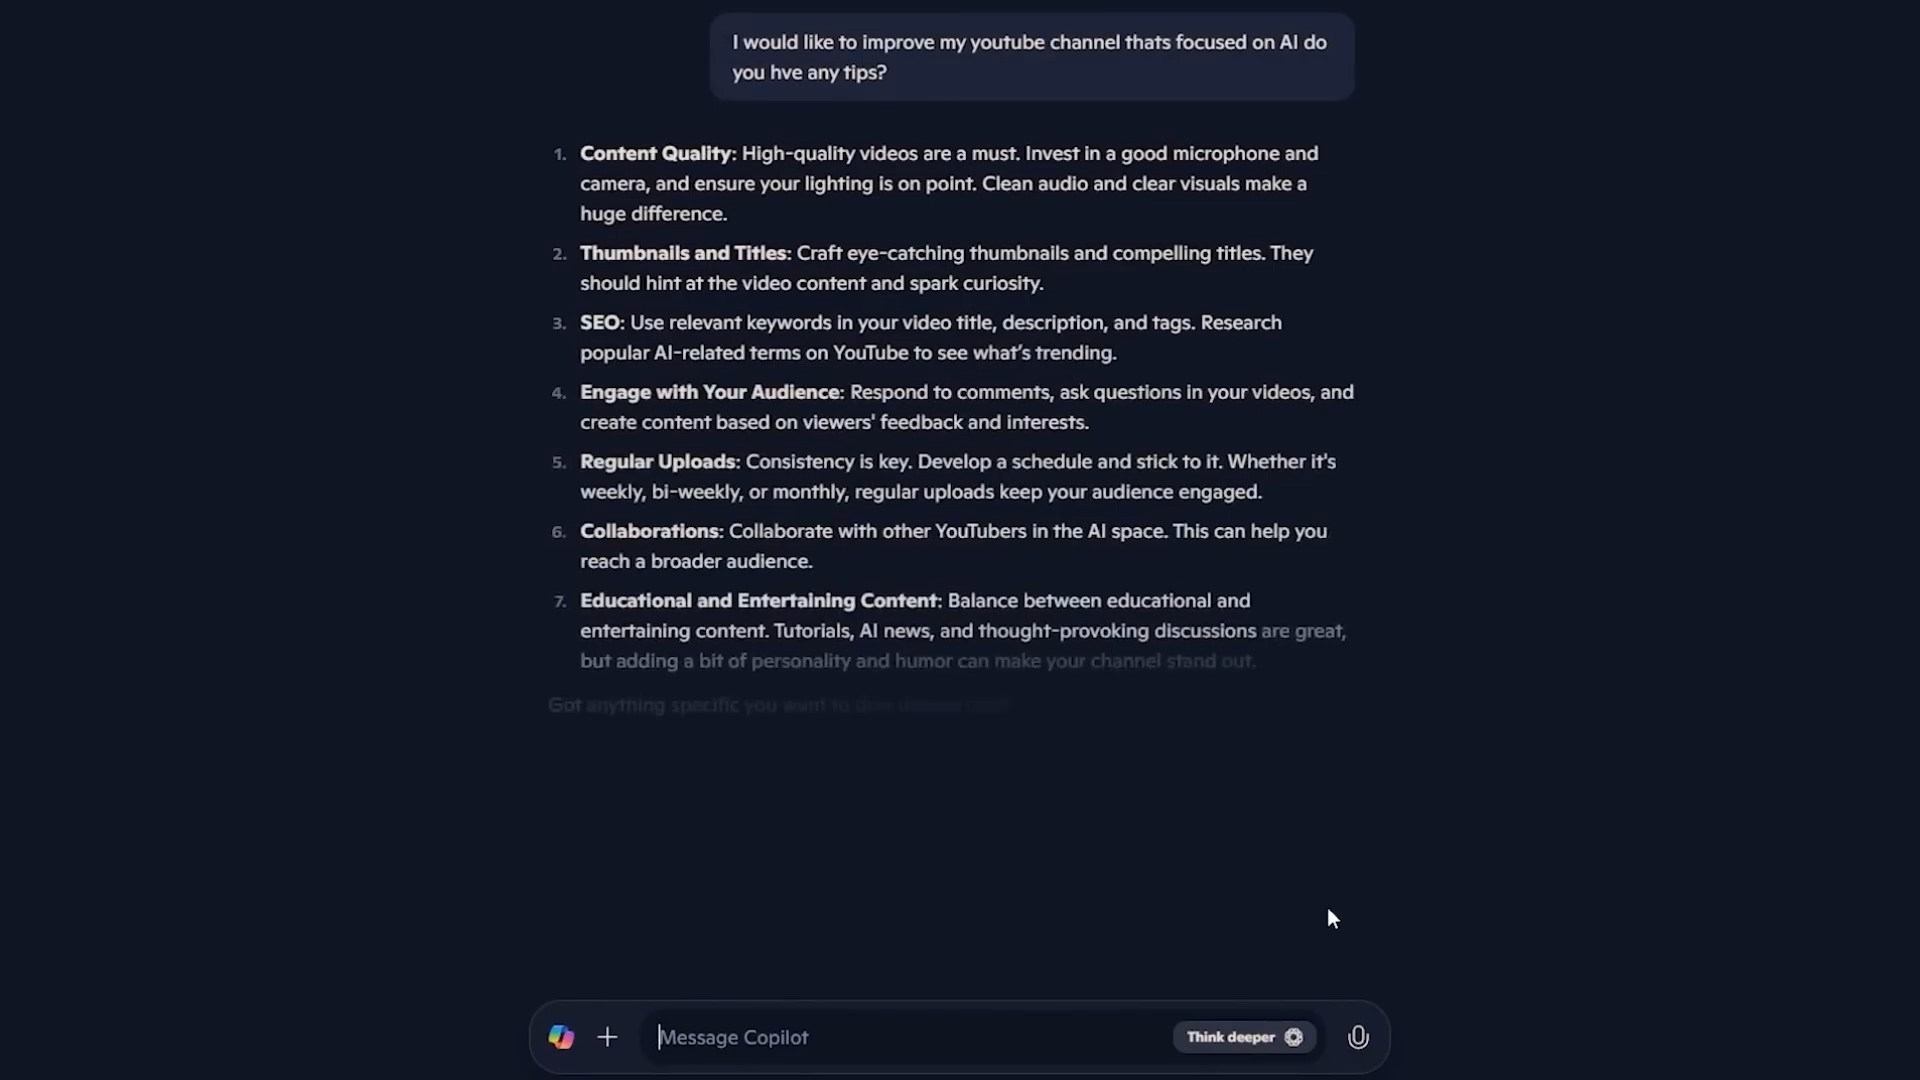 I would like to improve my youtube channel thats focused on AI do
you hve any tips?
1. Content Quality: High-quality videos are a must. Invest in a good microphone and
camera, and ensure your lighting is on point. Clean audio and clear visuals make a
huge difference.
2. Thumbnails and Titles: Craft eye-catching thumbnails and compelling titles. They
should hint at the video content and spark curiosity.
3. SEO: Use relevant keywords in your video title, description, and tags. Research
popular AI-related terms on YouTube to see what’s trending.
4. Engage with Your Audience: Respond to comments, ask questions in your videos, and
create content based on viewers' feedback and interests.
5. Regular Uploads: Consistency is key. Develop a schedule and stick to it. Whether it's
weekly, bi-weekly, or monthly, regular uploads keep your audience engaged.
6. Collaborations: Collaborate with other YouTubers in the AI space. This can help you
reach a broader audience.
7. Educational and Entertaining Content: Balance between educational and
entertaining content. Tutorials, AI news, and thought-provoking discussions are great,
but adding a bit of personality and humor can make your channel stand out.
Got anything specific you want to
Message Copilot
Think deeper